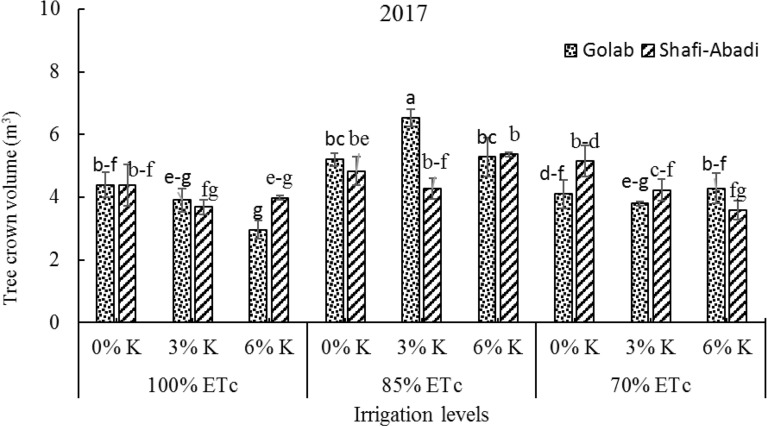 2017
10
8
6
4
2
0
Tree crown volume (m³)
Golab Shafi-Abadi
b-f b-f e-g fg g e-g bc be a b-f bc b d-f b-d e-g c-f b-f fg
0% K 3% K 6% K 0% K 3% K 6% K 0% K 3% K 6% K
100% ETc 85% ETc 70% ETc
Irrigation levels